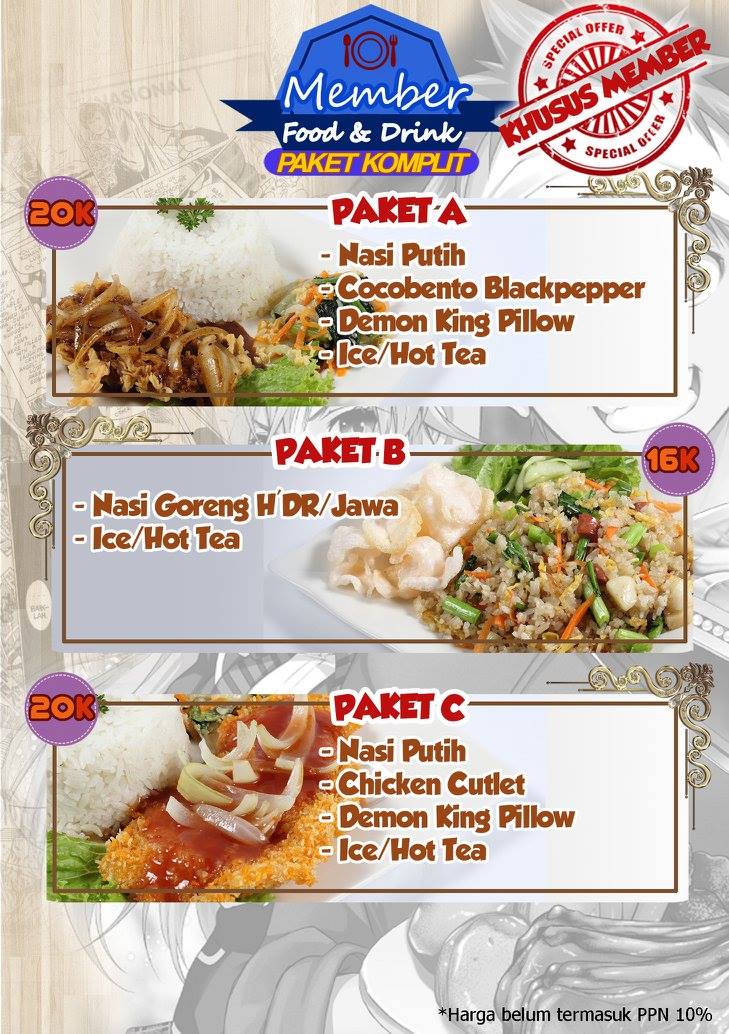 Member
Food & Drink
PAKET KOMPLIT
SPECIAL OFFER
KHUSUS MEMBER
SPECIAL OFFER
NASIONAL
20K
PAKET A
- Nasi Putih
- Cocobento Blackpepper
- Demon King Pillow
- Ice/Hot Tea
PAKET B
16K
- Nasi Goreng H'DR/Jawa
- Ice/Hot Tea
20K
PAKET C
- Nasi Putih
- Chicken Cutlet
- Demon King Pillow
- Ice/Hot Tea
*Harga belum termasuk PPN 10%